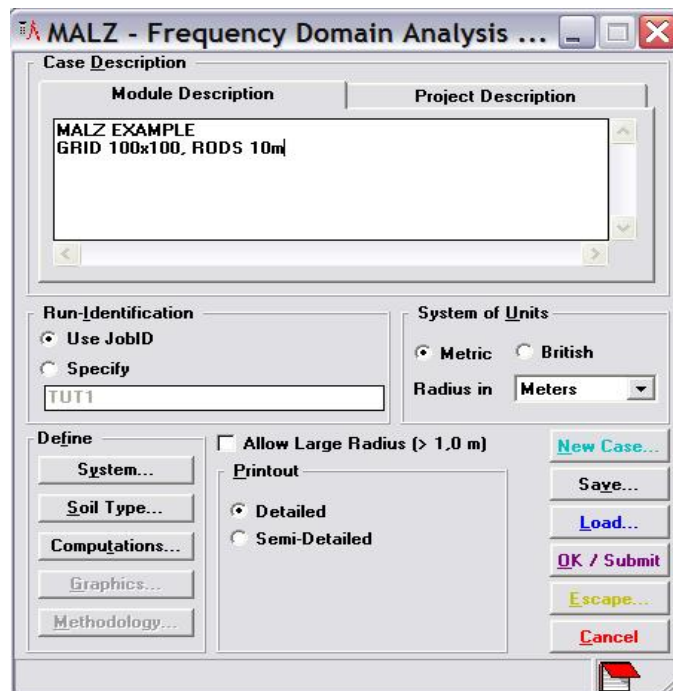 MALZ - Frequency Domain Analysis ...
Case Description
Module Description
Project Description
MALZ EXAMPLE
GRID 100x100, RODS 10m
Run-Identification
Use JobID
Specify
TUT1
System of Units
Metric
British
Radius in
Meters
Define
System...
Soil Type...
Computations...
Graphics...
Methodology...
Allow Large Radius (> 1,0 m)
Printout
Detailed
Semi-Detailed
New Case...
Save...
Load...
OK / Submit
Escape...
Cancel